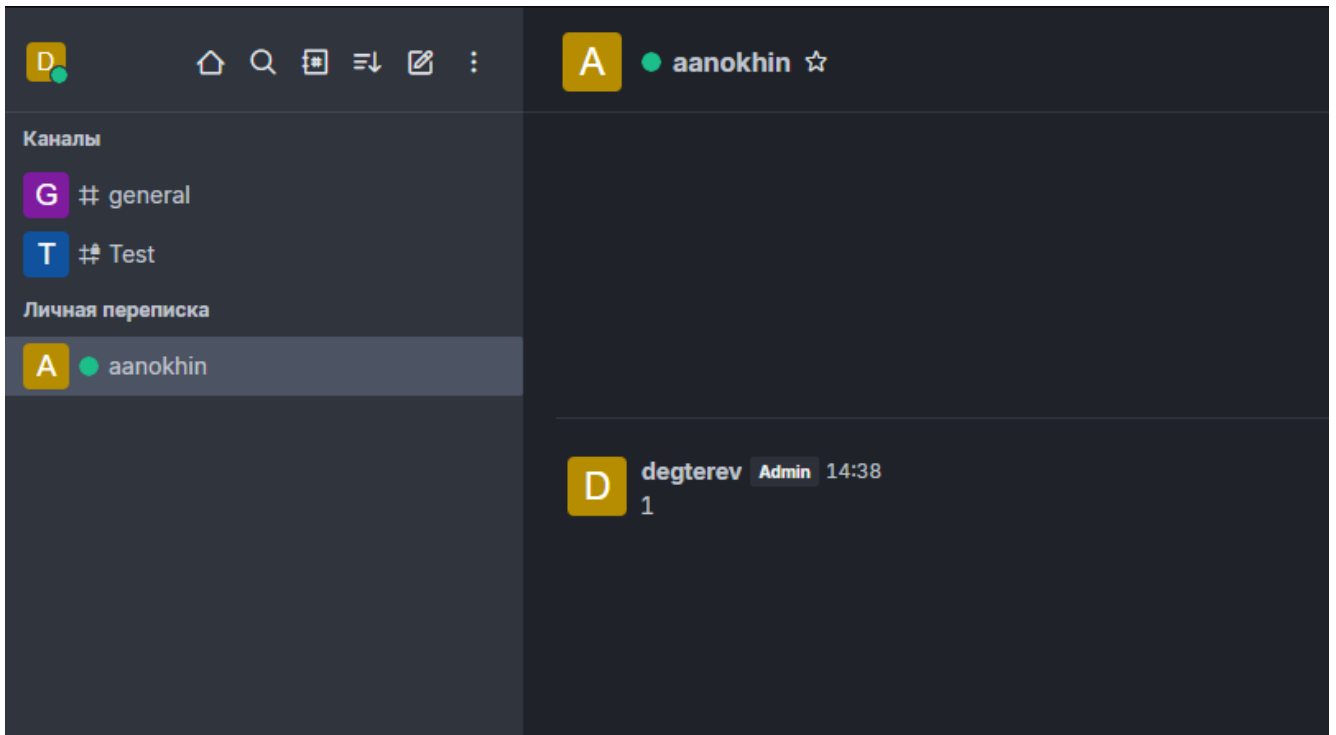 D
Каналы
G general
T Test
Личная переписка
A aanokhin
A aanokhin
D degterev Admin 14:38
1